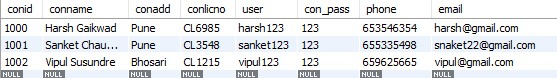 conid conname conadd conlicno user con_pass phone email
1000 Harsh Gaikwad Pune CL6985 harsh123 123 653546354 harsh@gmail.com
1001 Sanket Chau... Pune CL3548 sanket123 123 655335498 snaket22@gmail.com
1002 Vipul Susundre Bhosari CL1215 vipul123 123 659625665 vipul@gmail.com
NULL NULL NULL NULL NULL NULL NULL NULL